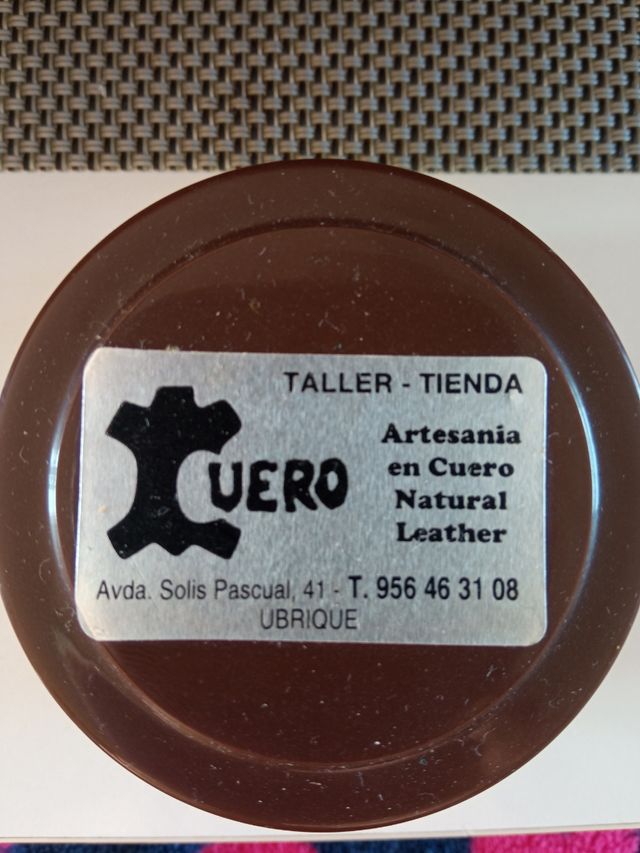 TALLER - TIENDA
CUERO
Artesania
en Cuero
Natural
Leather
Avda. Solis Pascual, 41 - T. 956 46 31 08
UBRIQUE